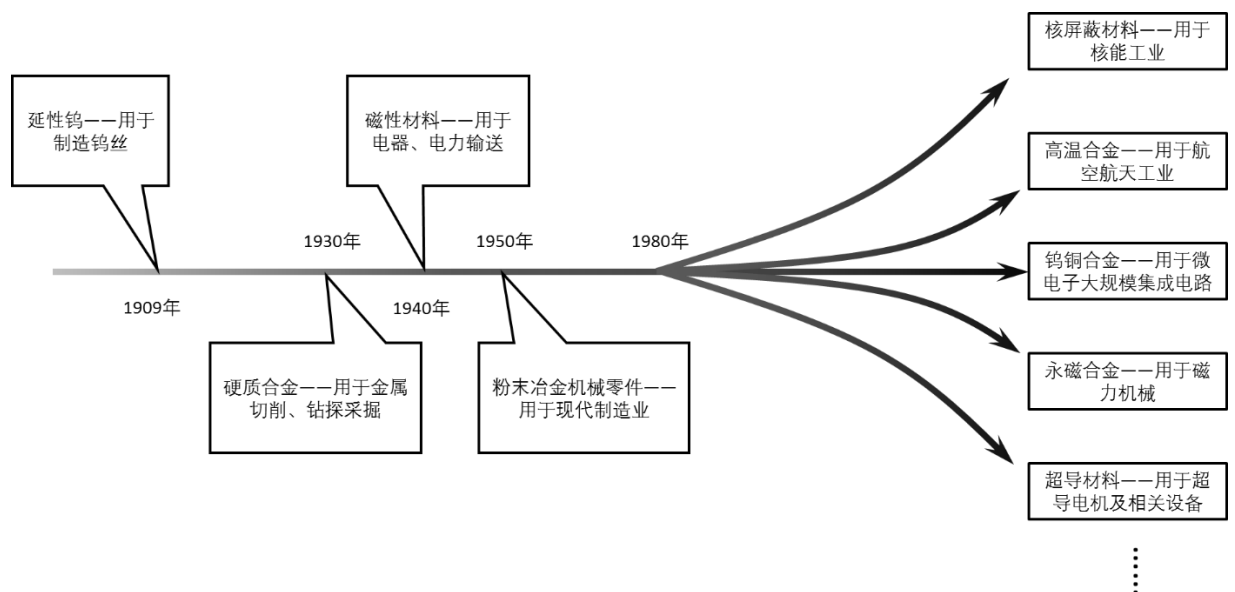 延性钨——用于
制造钨丝
磁性材料——用于
电器、电力输送
1930年
1950年
1980年
1909年
1940年
硬质合金——用于金属
切削、钻探采掘
粉末冶金机械零件——
用于现代制造业
核屏蔽材料——用于
核能工业
高温合金——用于航
空航天工业
钨铜合金——用于微
电子大规模集成电路
永磁合金——用于磁
力机械
超导材料——用于超
导电机及相关设备